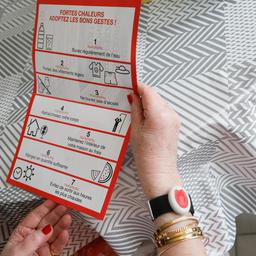 FORTES CHALEURS
ADOPTEZ LES BONS GESTES !
1
Buvez régulièrement de l'eau
2
Portez des vêtements légers
3
Ne buvez pas d'alcool
4
Rafraîchissez votre corps
5
Maintenez l'intérieur
de votre maison au frais
6
Mangez en quantité suffisante
7
Évitez de sortir aux heures
les plus chaudes